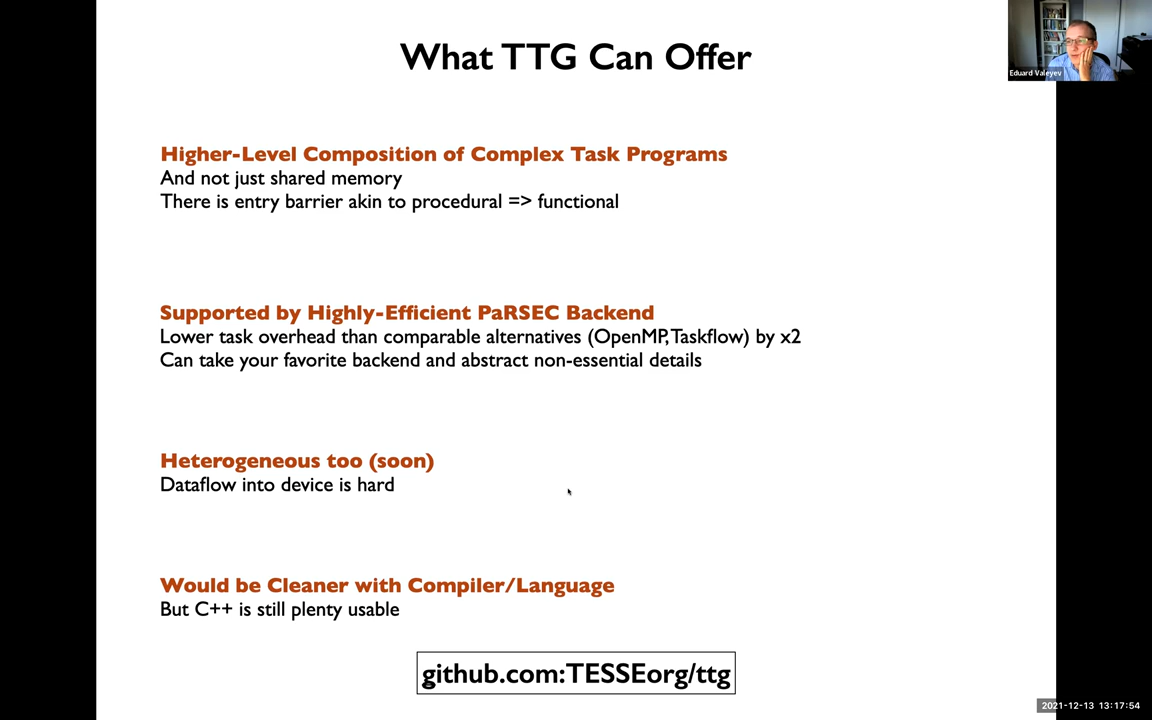 What TTG Can Offer
Eduard Valeyev
Higher-Level Composition of Complex Task Programs
And not just shared memory
There is entry barrier akin to procedural => functional
Supported by Highly-Efficient PaRSEC Backend
Lower task overhead than comparable alternatives (OpenMP, Taskflow) by x2
Can take your favorite backend and abstract non-essential details
Heterogeneous too (soon)
Dataflow into device is hard
Would be Cleaner with Compiler/Language
But C++ is still plenty usable
github.com:TESSEorg/ttg
2021-12-13 13:17:54